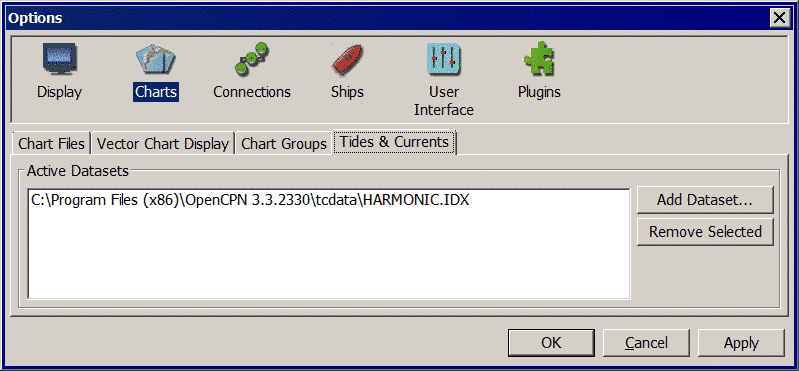 Options
Display
Charts
Connections
Ships
User
Interface
Plugins
Chart Files
Vector Chart Display
Chart Groups
Tides & Currents
Active Datasets
C:\Program Files (x86)\OpenCPN 3.3.2330\tcdata\HARMONIC.IDX
Add Dataset...
Remove Selected
OK
Cancel
Apply